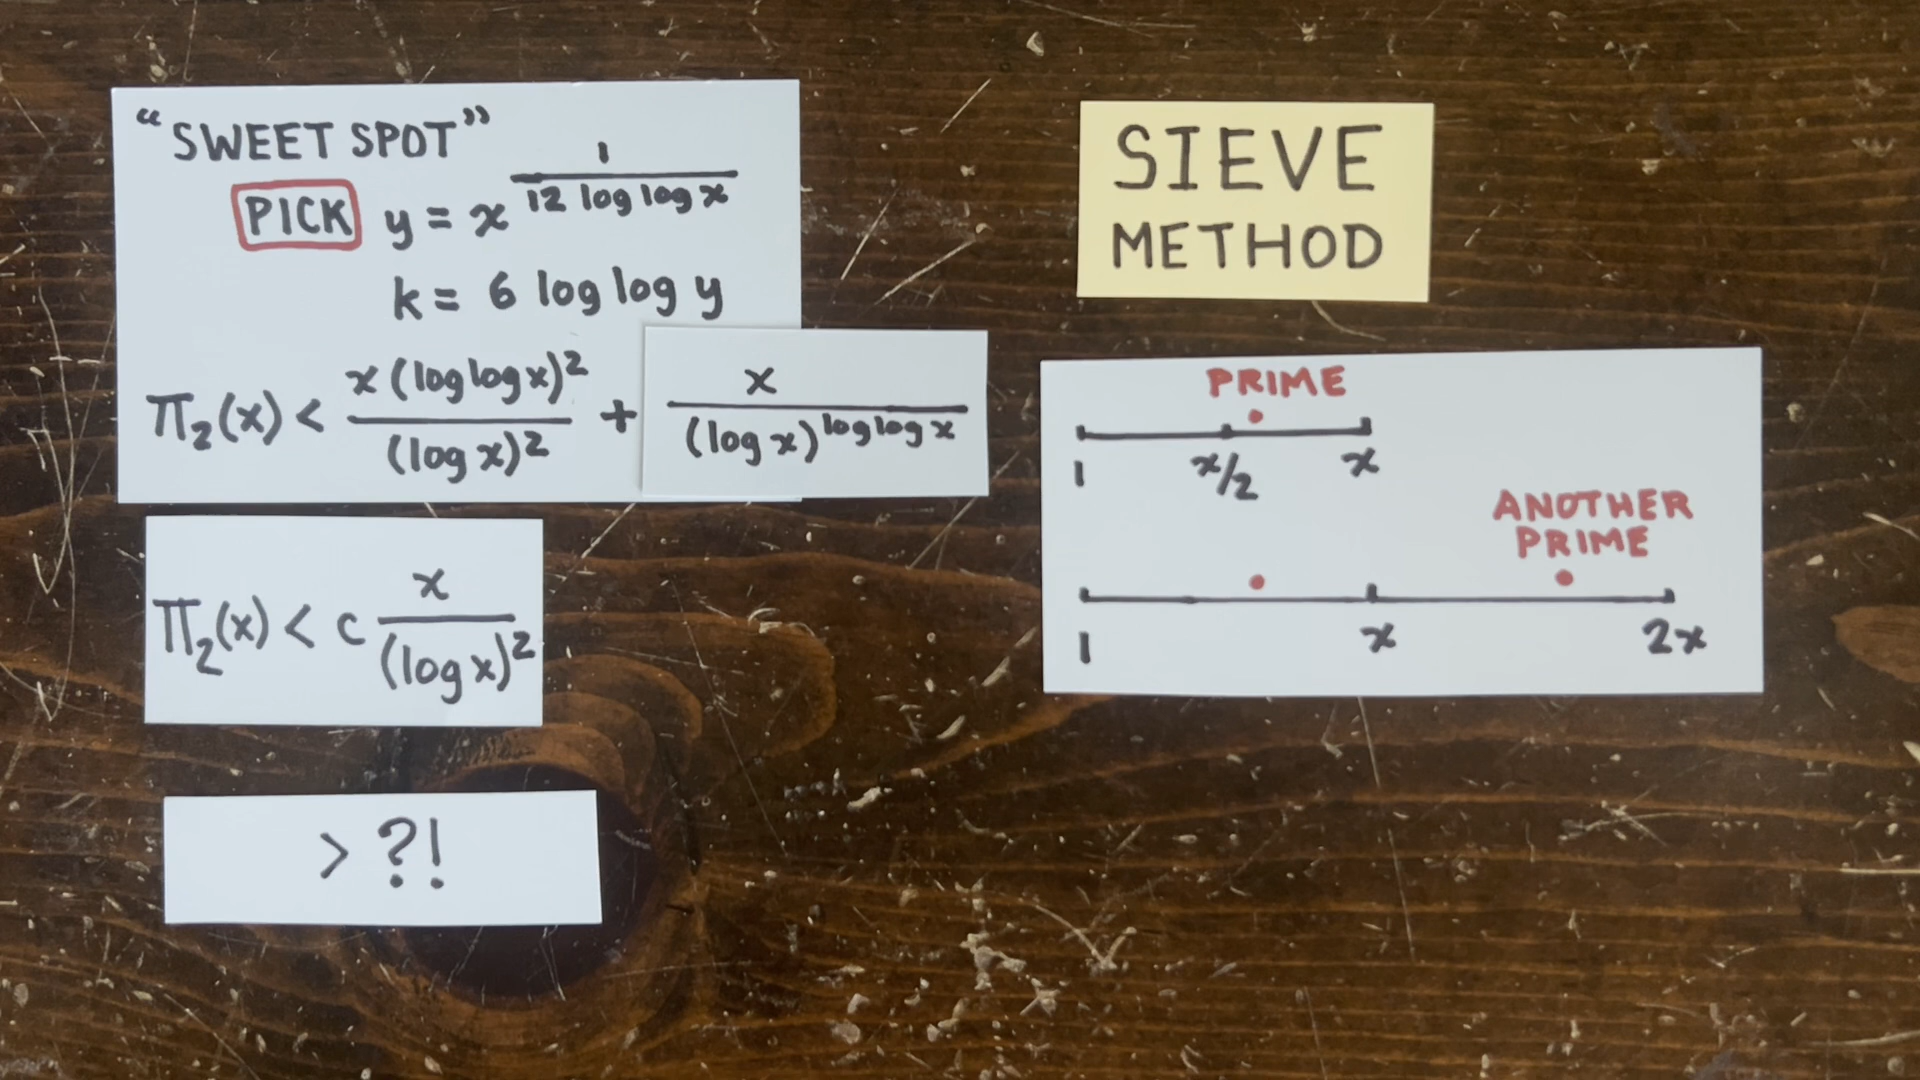 “SWEET SPOT”
PICK y = x^(1/(12 log log x))
k = 6 log log y
π₂(x) < x (log log x)²/(log x)² + x/(log x)^(log log x)
π₂(x) < c x/(log x)²
> ?!
SIEVE
METHOD
PRIME
1 x/2 x
ANOTHER
PRIME
1 x 2x